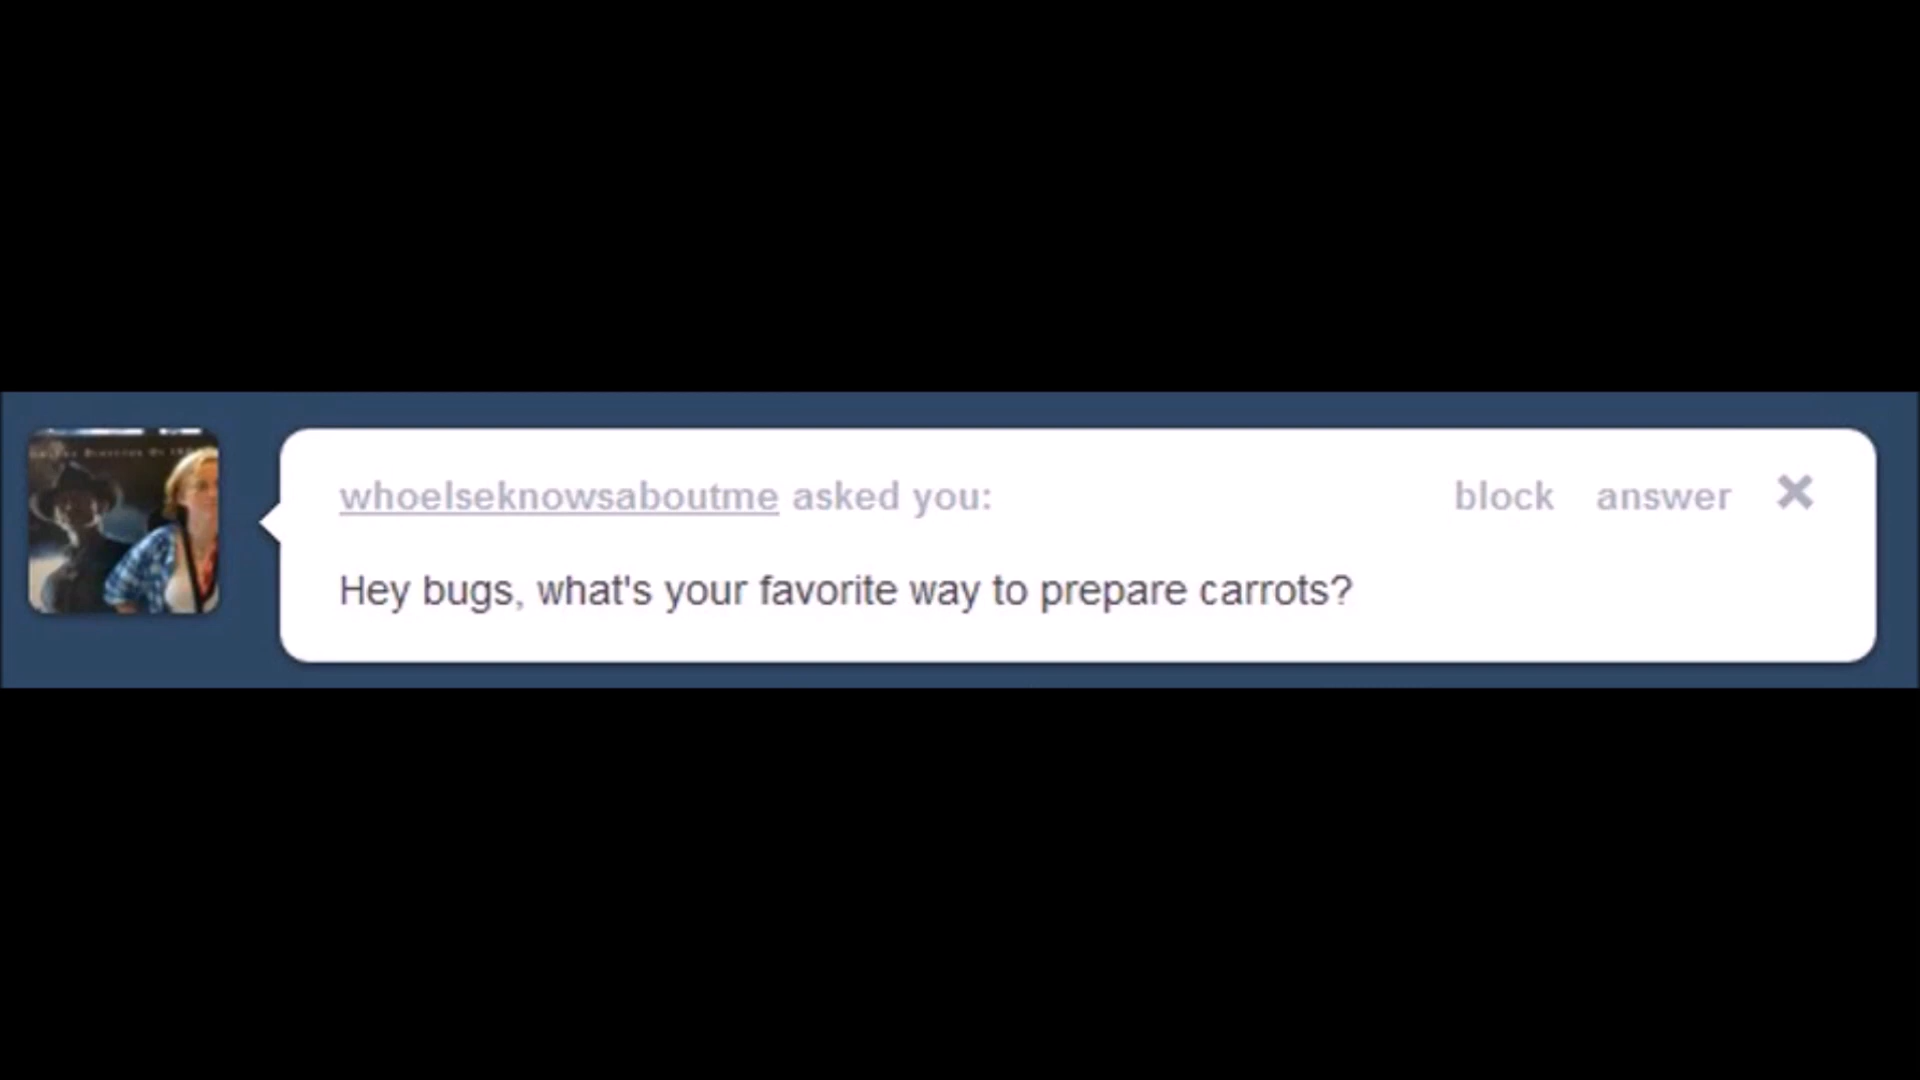 whoelseknowsaboutme asked you: block answer
Hey bugs, what's your favorite way to prepare carrots?